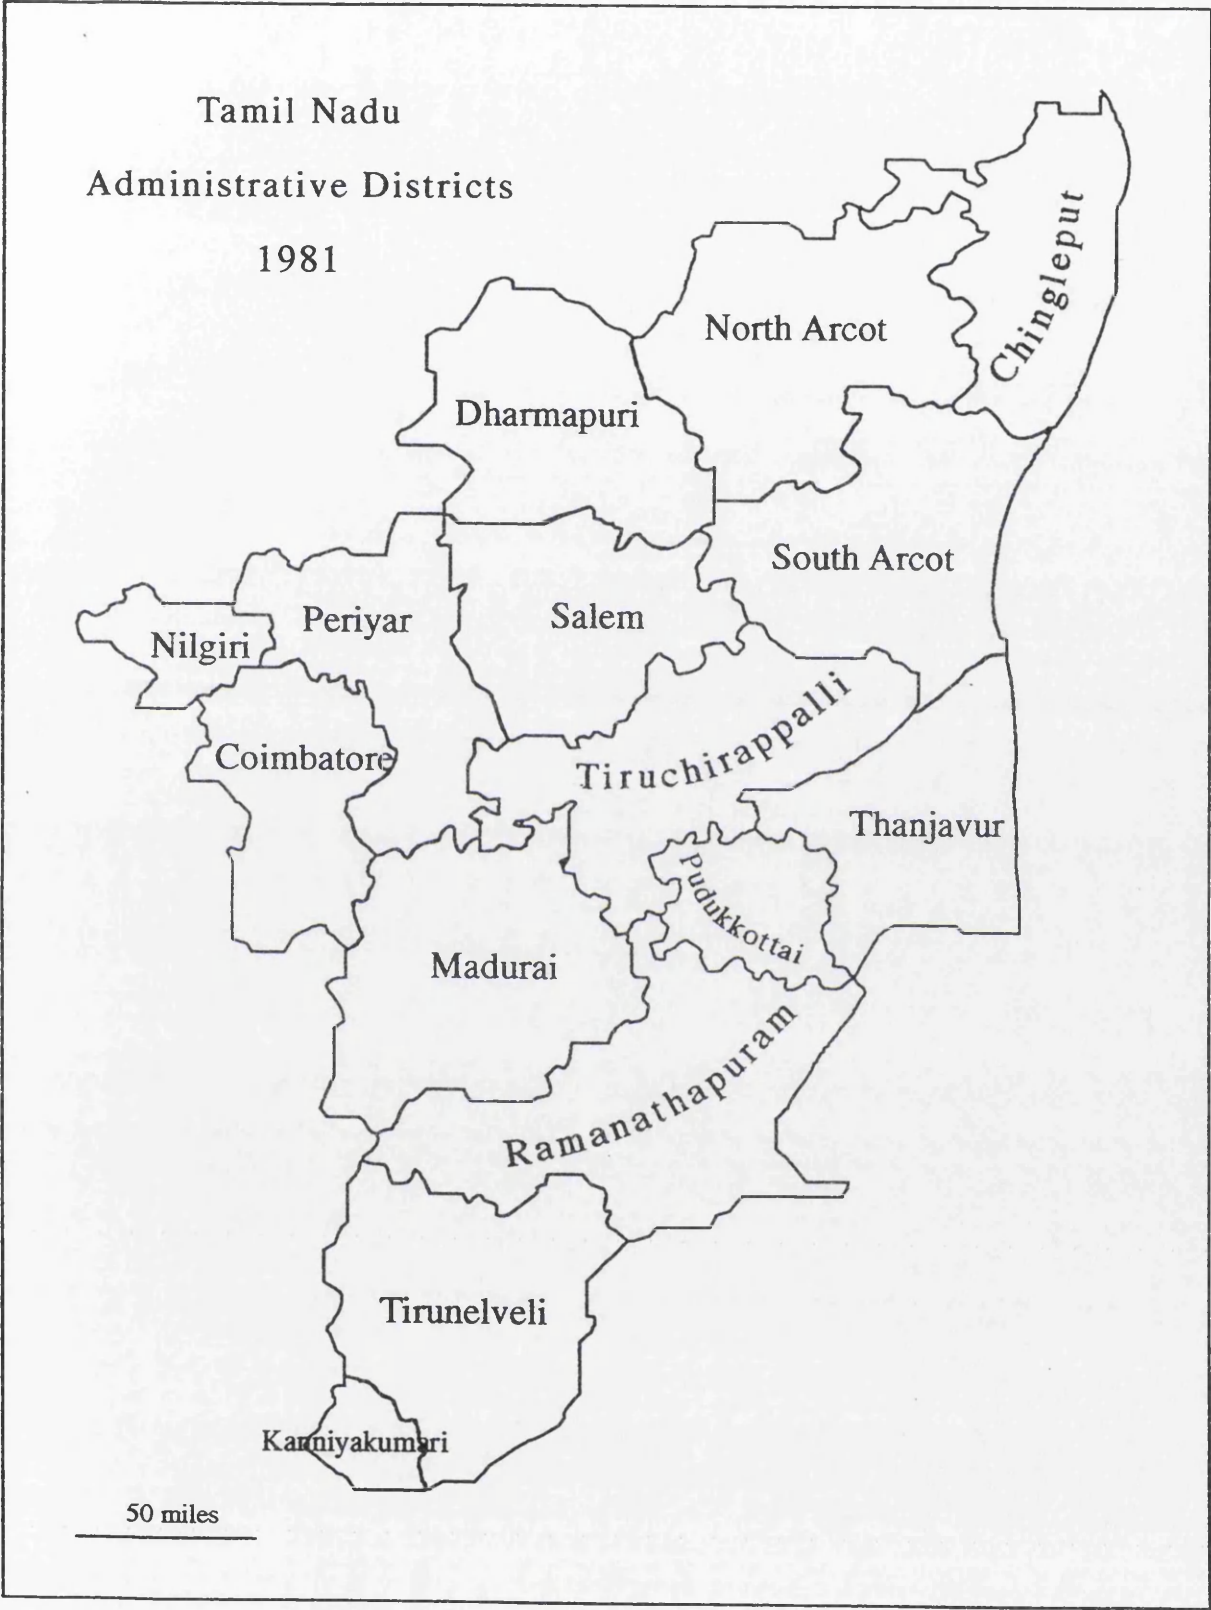 Tamil Nadu
Administrative Districts
1981
Chingleput
North Arcot
Dharmapuri
South Arcot
Periyar
Salem
Nilgiri
Tiruchirappalli
Coimbatore
Thanjavur
Pudukkottai
Madurai
Ramanathapuram
Tirunelveli
Kanniyakumari
50 miles